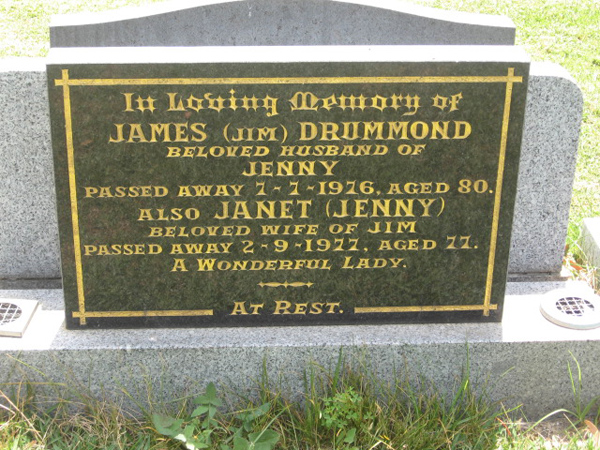 In Loving Memory of
JAMES (JIM) DRUMMOND
BELOVED HUSBAND OF
JENNY
PASSED AWAY 7-7-1976, AGED 80.
ALSO JANET (JENNY)
BELOVED WIFE OF JIM
PASSED AWAY 2-9-1977, AGED 77.
A WONDERFUL LADY.
AT REST.